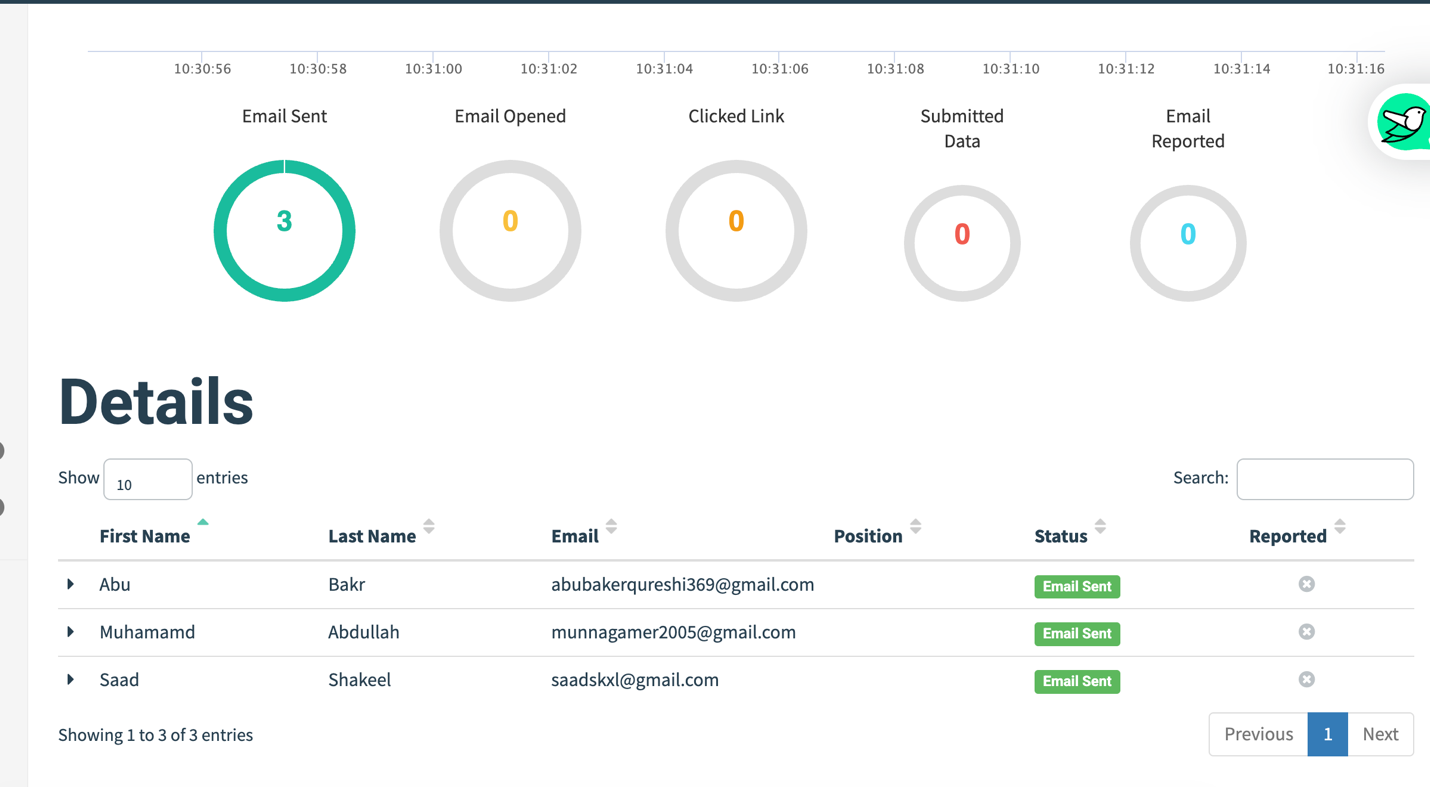 10:30:56 10:30:58 10:31:00 10:31:02 10:31:04 10:31:06 10:31:08 10:31:10 10:31:12 10:31:14 10:31:16
Email Sent Email Opened Clicked Link Submitted Data Email Reported
3 0 0 0 0
Details
Show 10 entries Search:
First Name Last Name Email Position Status Reported
Abu Bakr abubakerqureshi369@gmail.com Email Sent
Muhamamd Abdullah munnagamer2005@gmail.com Email Sent
Saad Shakeel saadskxl@gmail.com Email Sent
Showing 1 to 3 of 3 entries Previous 1 Next